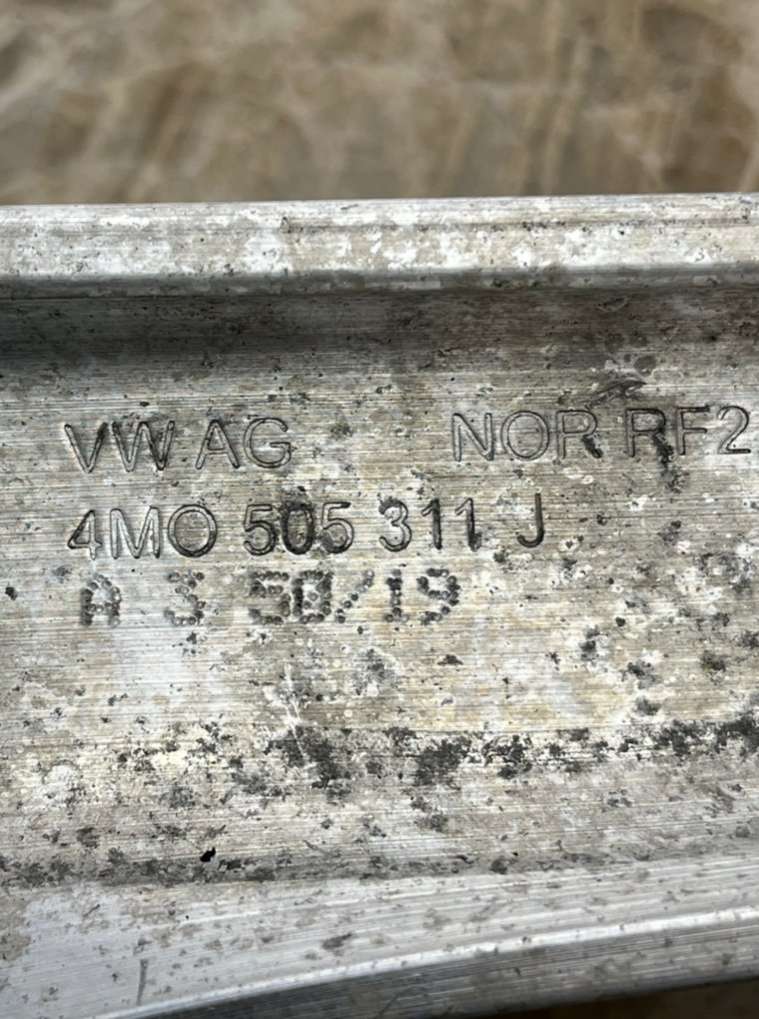 VW AG NOR RF2
4M0 505 311 J
A 3 50/19